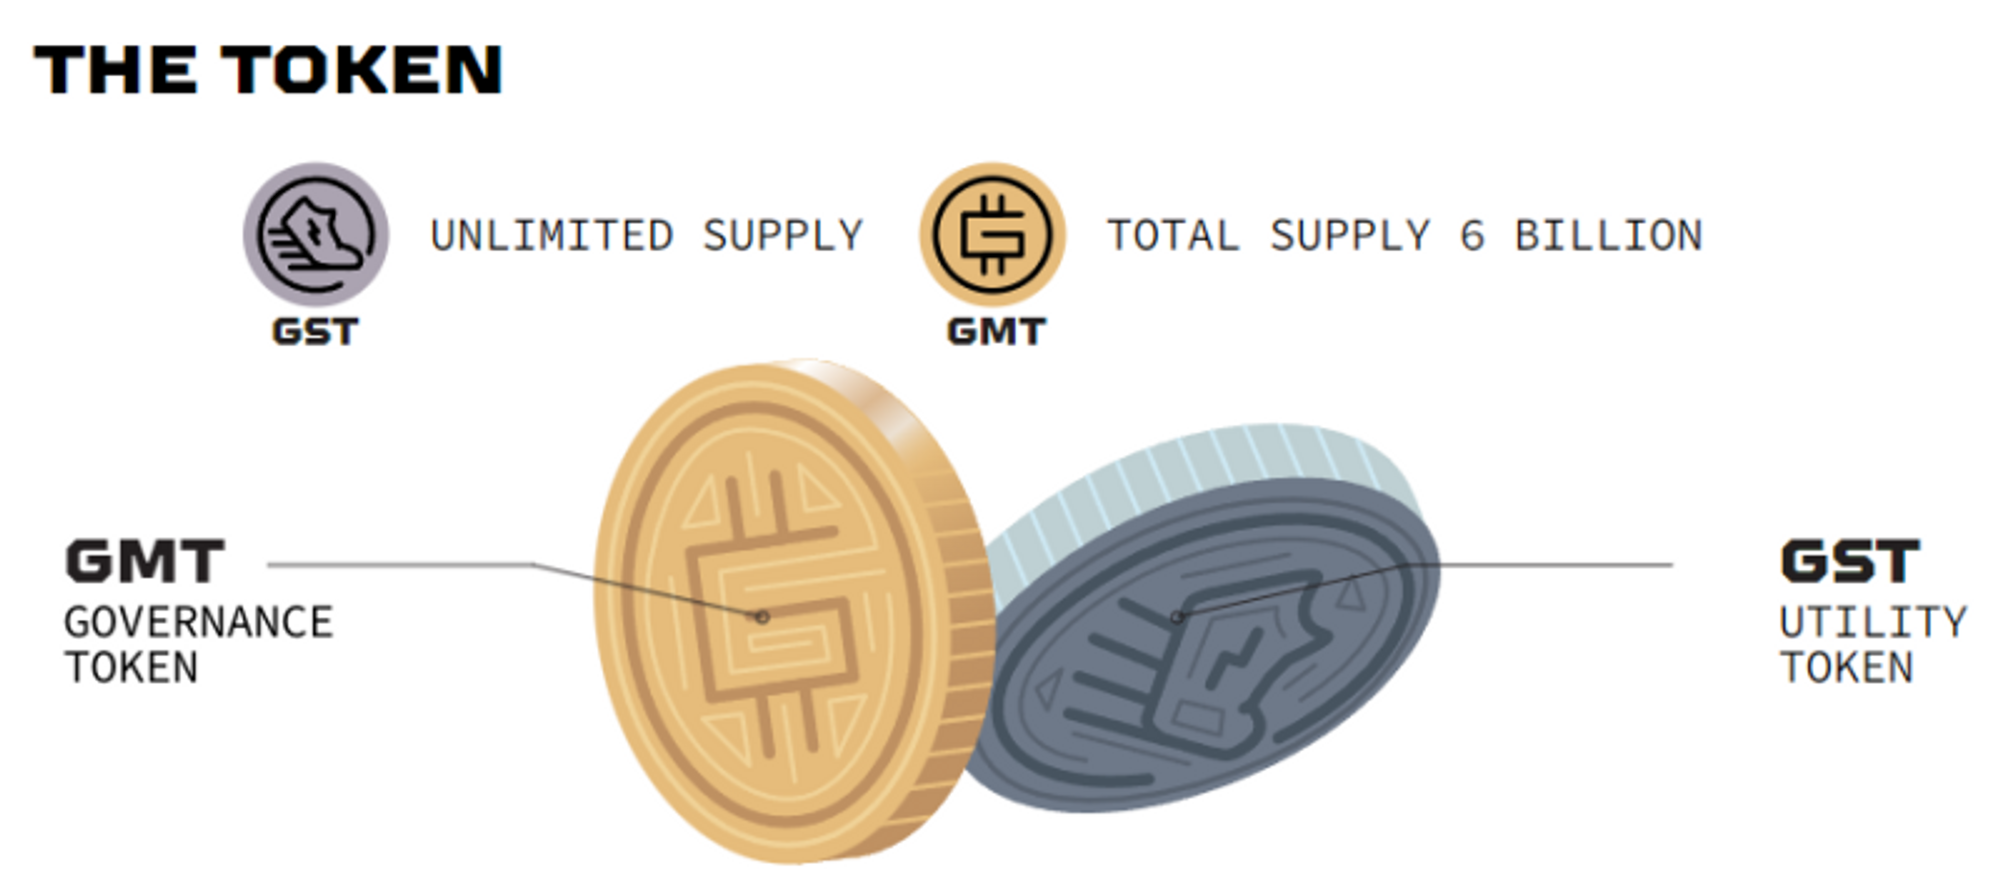 THE TOKEN
UNLIMITED SUPPLY
TOTAL SUPPLY 6 BILLION
GST
GMT
GMT
GOVERNANCE
TOKEN
GST
UTILITY
TOKEN